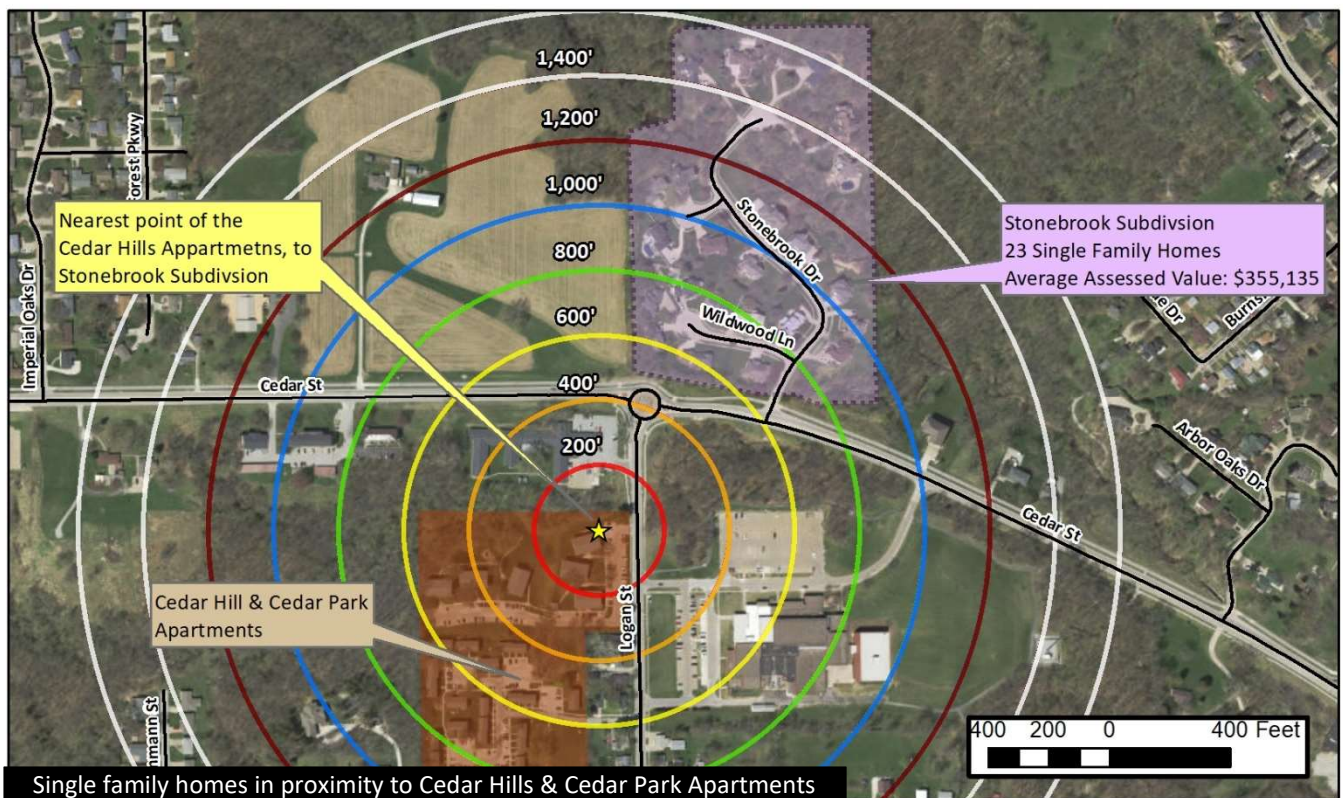 1,400'
1,200'
1,000'
800'
600'
400'
200'
Forest Pkwy
Imperial Oaks Dr
Nearest point of the
Cedar Hills Appartmetns, to
Stonebrook Subdivsion
Stonebrook Subdivsion
23 Single Family Homes
Average Assessed Value: $355,135
Stonebrook Dr
Wildwood Ln
Cedar St
Arbor Oaks Dr
Cedar St
Logan St
Cedar Hill & Cedar Park
Apartments
400 200 0 400 Feet
Single family homes in proximity to Cedar Hills & Cedar Park Apartments